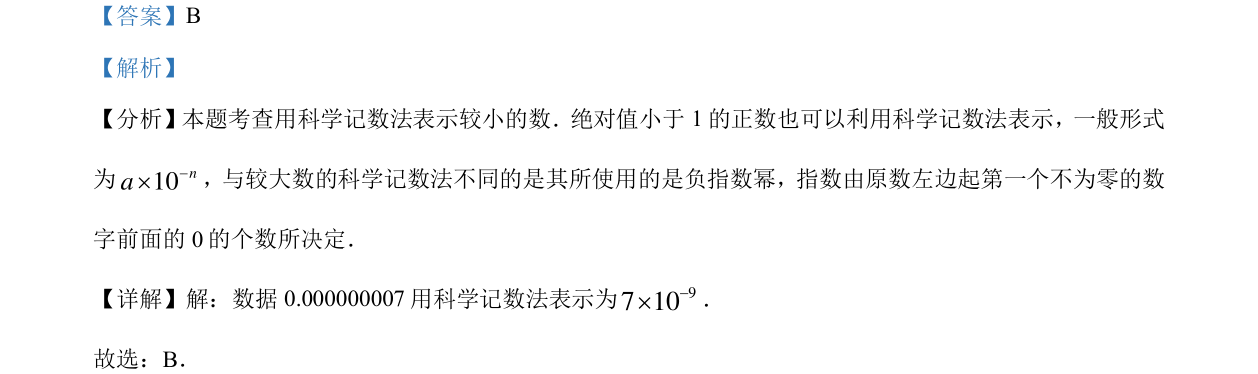 【答案】B
【解析】
【分析】本题考查用科学记数法表示较小的数．绝对值小于 1 的正数也可以利用科学记数法表示，一般形式
为 a×10⁻ⁿ，与较大数的科学记数法不同的是其所使用的是负指数幂，指数由原数左边起第一个不为零的数
字前面的 0 的个数所决定．
【详解】解：数据 0.000000007 用科学记数法表示为 7×10⁻⁹．
故选：B．